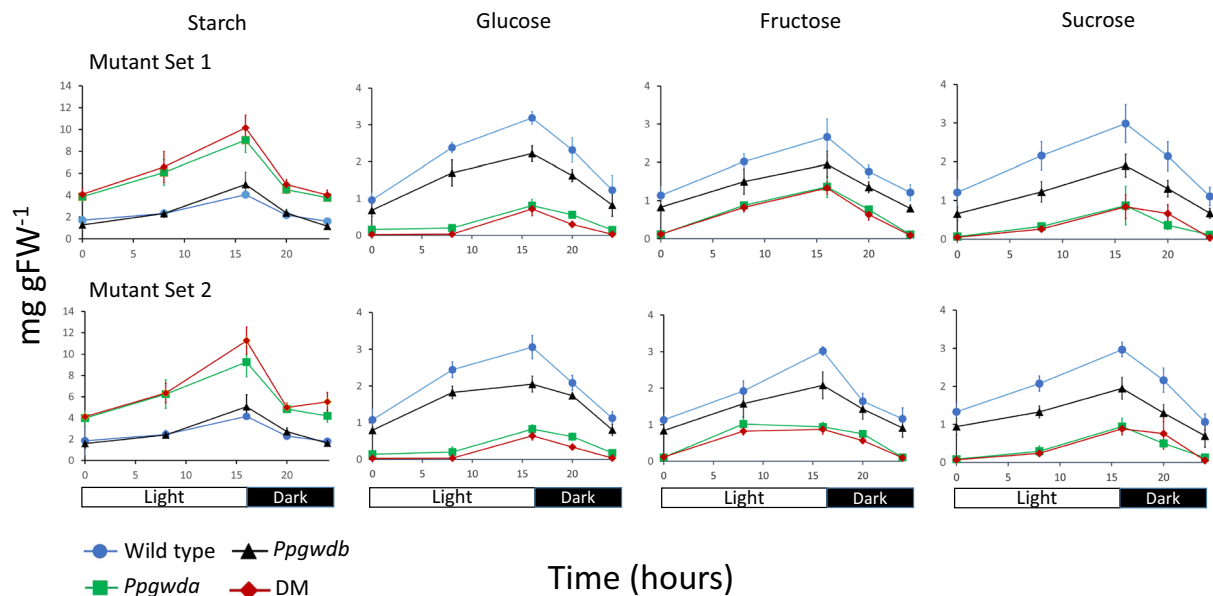 Starch Glucose Fructose Sucrose
Mutant Set 1
14
12
10
8
6
4
2
0
0 5 10 15 20
4
3
2
1
0
0 5 10 15 20
4
3
2
1
0
0 5 10 15 20
4
3
2
1
0
0 5 10 15 20
mg gFW⁻¹
Mutant Set 2
14
12
10
8
6
4
2
0
0 5 10 15 20
4
3
2
1
0
0 5 10 15 20
4
3
2
1
0
0 5 10 15 20
4
3
2
1
0
0 5 10 15 20
Light Dark Light Dark Light Dark Light Dark
Wild type Ppgwdb
Ppgwda DM
Time (hours)